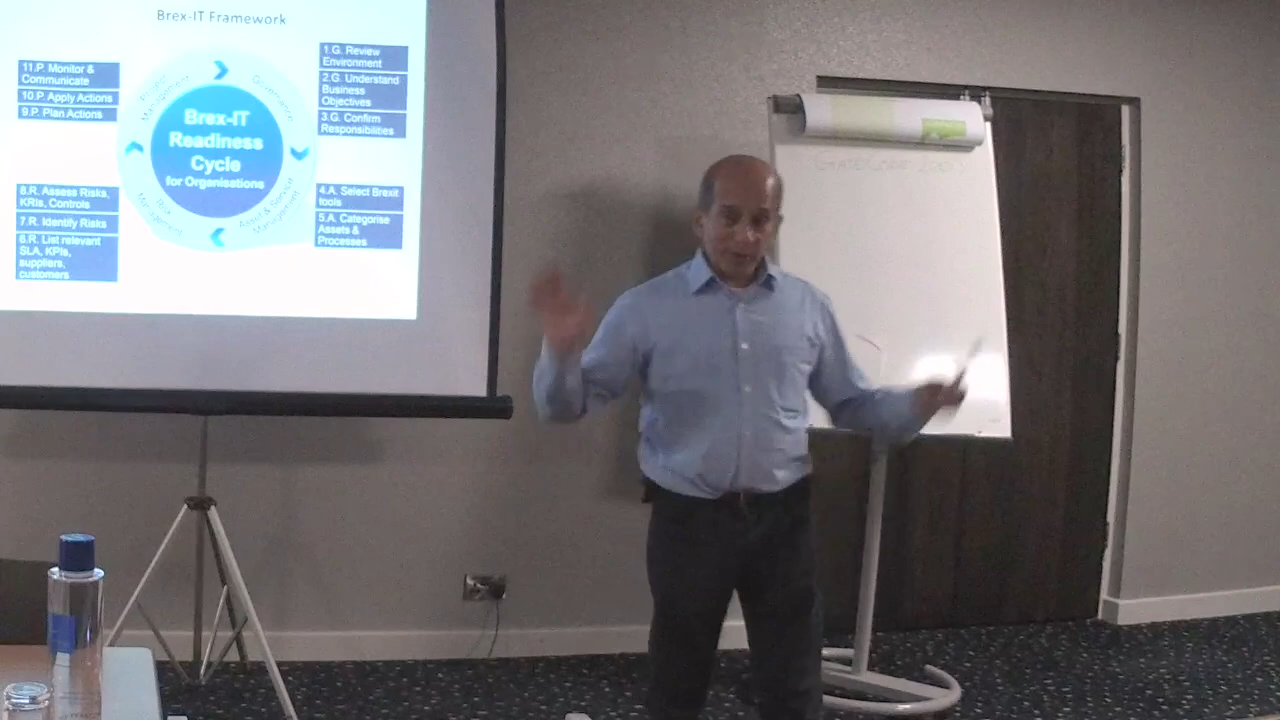 Brex-IT Framework
1.G. Review
Environment
2.G. Understand
Business
Objectives
3.G. Confirm
Responsibilities
4.A. Select Brexit
tools
5.A. Categorise
Assets &
Processes
6.R. List relevant
SLA, KPIs,
suppliers,
customers
7.R. Identify Risks
8.R. Assess Risks,
KRIs, Controls
9.P. Plan Actions
10.P. Apply Actions
11.P. Monitor &
Communicate
Brex-IT
Readiness
Cycle
for Organisations
Governance
Asset & Service
Management
Risk
Management
Project
Management